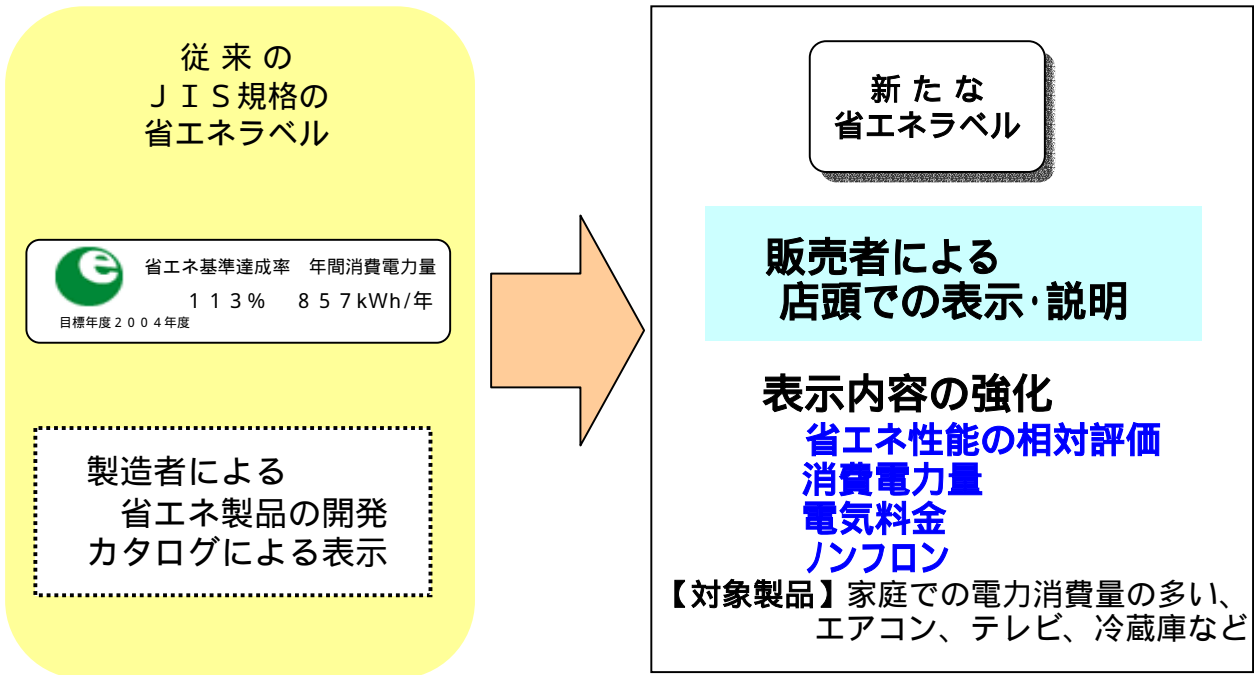 従来の
ＪＩＳ規格の
省エネラベル
省エネ基準達成率 年間消費電力量
１１３% ８５７kWh/年
目標年度２００４年度
製造者による
省エネ製品の開発
カタログによる表示
新たな
省エネラベル
販売者による
店頭での表示・説明
表示内容の強化
省エネ性能の相対評価
消費電力量
電気料金
ノンフロン
【対象製品】家庭での電力消費量の多い、
エアコン、テレビ、冷蔵庫など